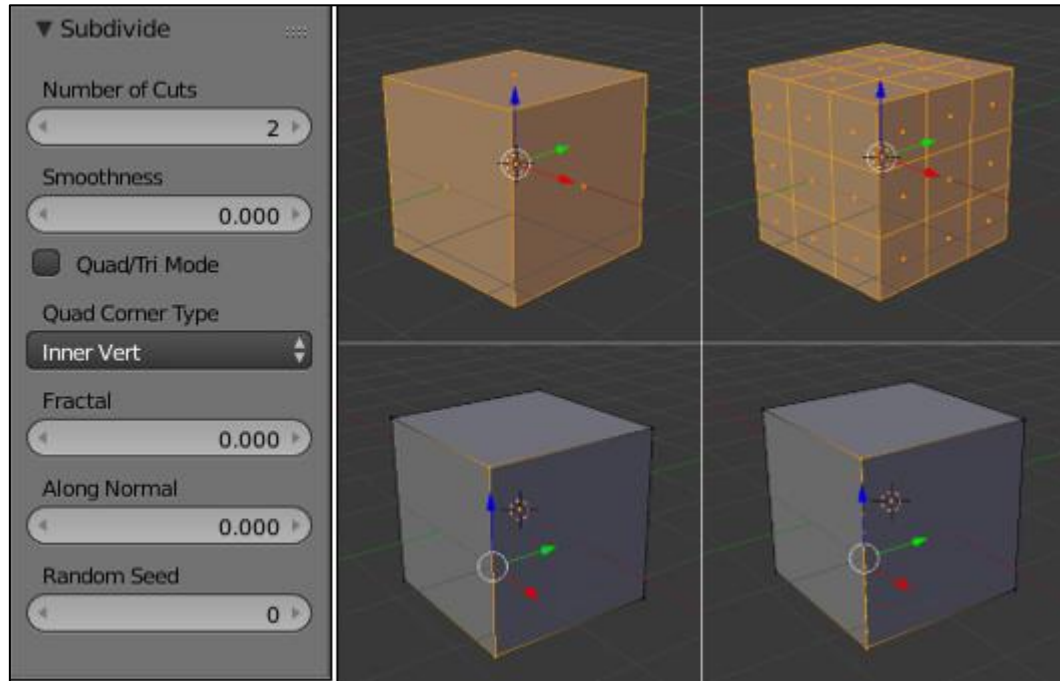 Subdivide
Number of Cuts
2
Smoothness
0.000
Quad/Tri Mode
Quad Corner Type
Inner Vert
Fractal
0.000
Along Normal
0.000
Random Seed
0